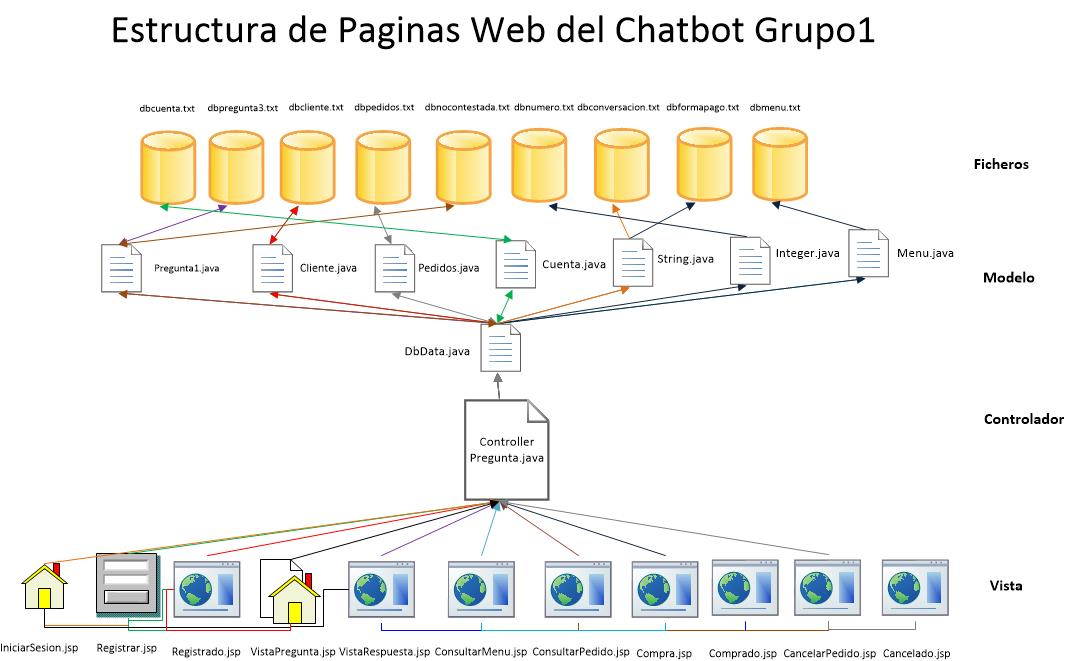 Estructura de Paginas Web del Chatbot Grupo1
dbcuenta.txt dbpregunta3.txt dbcliente.txt dbpedidos.txt dbnocontestada.txt dbnumero.txt dbconversacion.txt dbformapago.txt dbmenu.txt
Ficheros
Pregunta1.java Cliente.java Pedidos.java Cuenta.java String.java Integer.java Menu.java
Modelo
DbData.java
Controlador
Controller
Pregunta.java
Vista
IniciarSesion.jsp Registrar.jsp Registrado.jsp VistaPregunta.jsp VistaRespuesta.jsp ConsultarMenu.jsp ConsultarPedido.jsp Compra.jsp Comprado.jsp CancelarPedido.jsp Cancelado.jsp